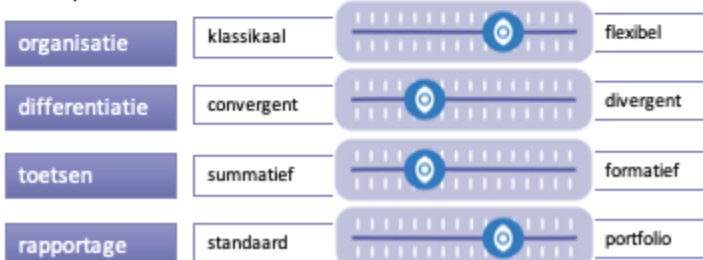 organisatie klassikaal flexibel
differentiatie convergent divergent
toetsen summatief formatief
rapportage standaard portfolio